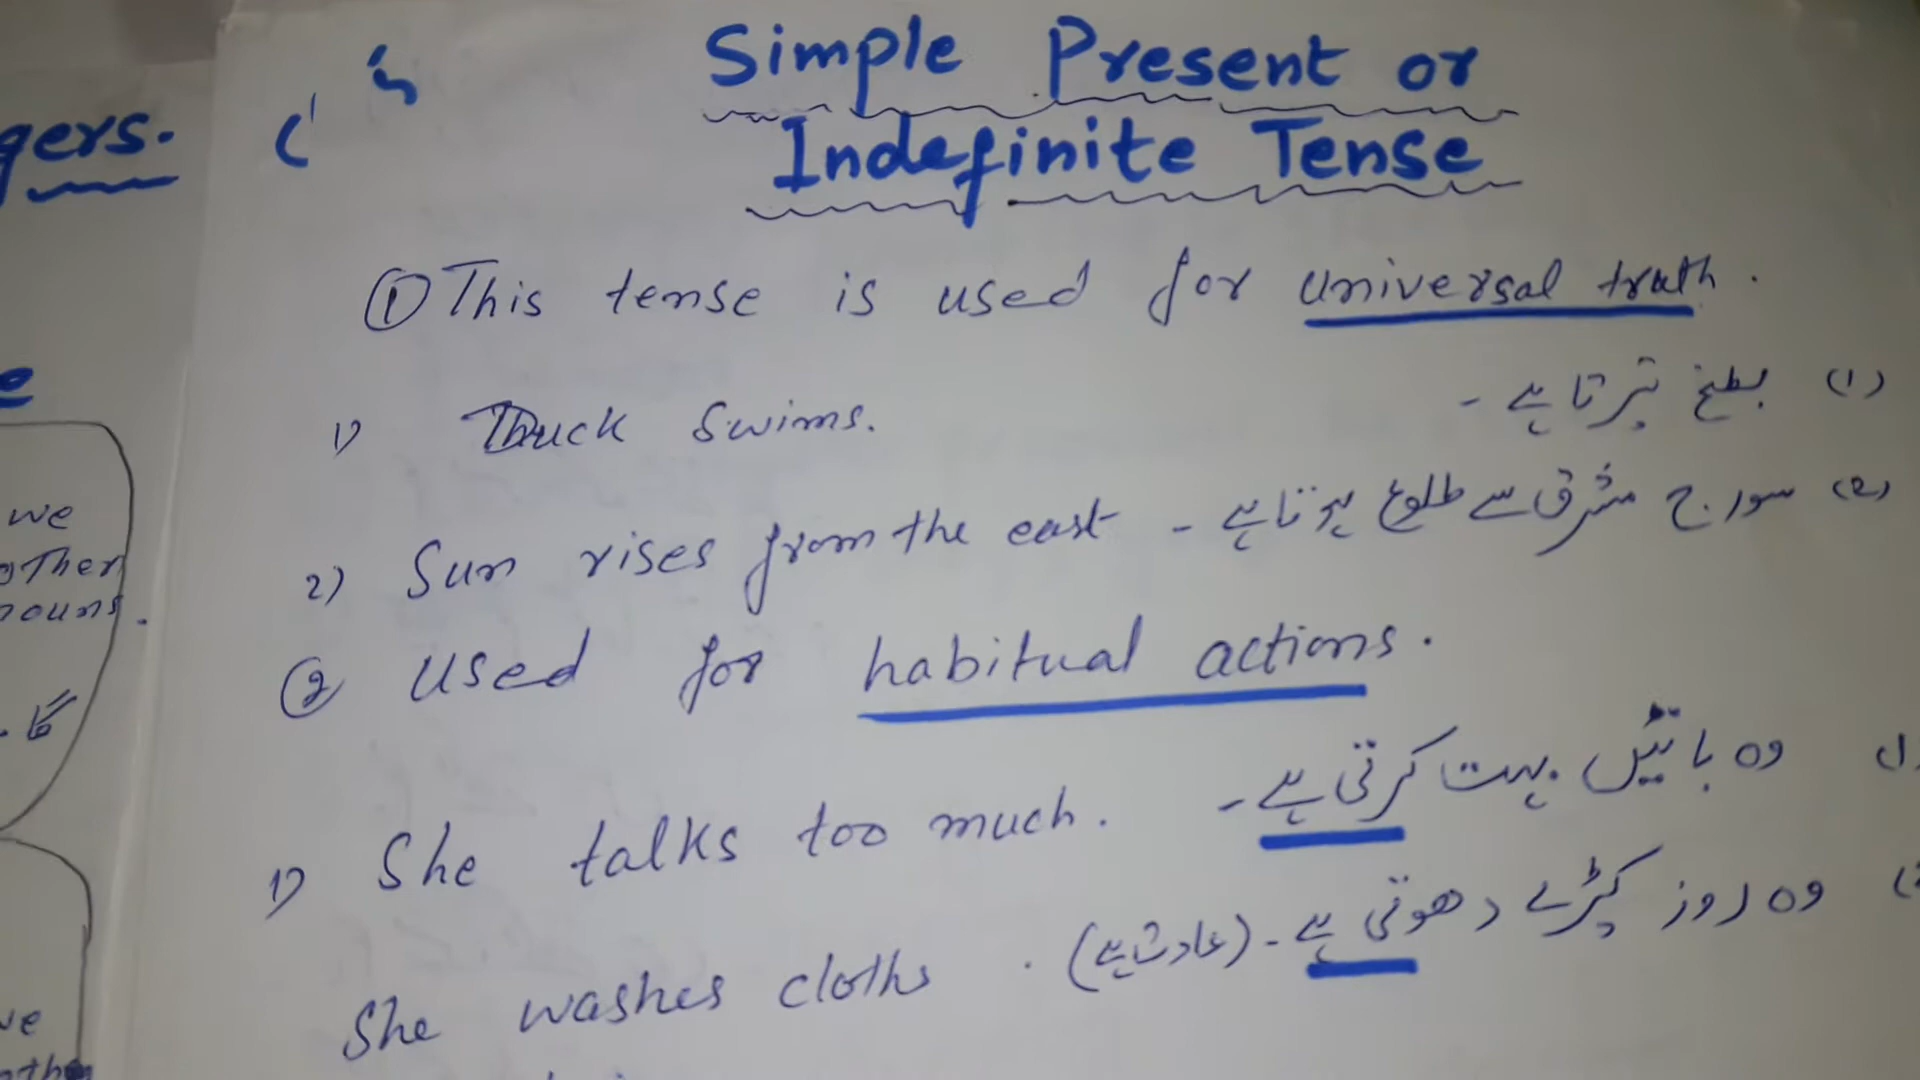 gers.
e
we
other
nouns.
گا۔
we
Simple Present or
Indefinite Tense
① This tense is used for universal truth.
1) Duck Swims. (۱) بطخ تیرتا ہے۔
2) Sun rises from the east (2) سورج مشرق سے طلوع ہوتا ہے۔
② Used for habitual actions.
1) She talks too much. وہ باتیں بہت کرتی ہے۔
She washes cloths. وہ روز کپڑے دھوتی ہے۔ (عادت ہے)